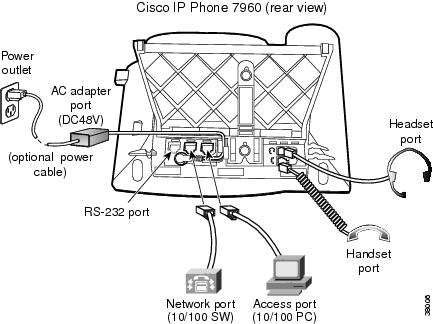 Cisco IP Phone 7960 (rear view)
Power
outlet
AC adapter
port
(DC48V)
(optional power
cable)
Headset
port
RS-232 port
Handset
port
Network port
(10/100 SW)
Access port
(10/100 PC)
38006